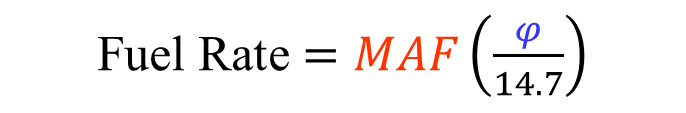 Fuel Rate = MAF (φ/14.7)